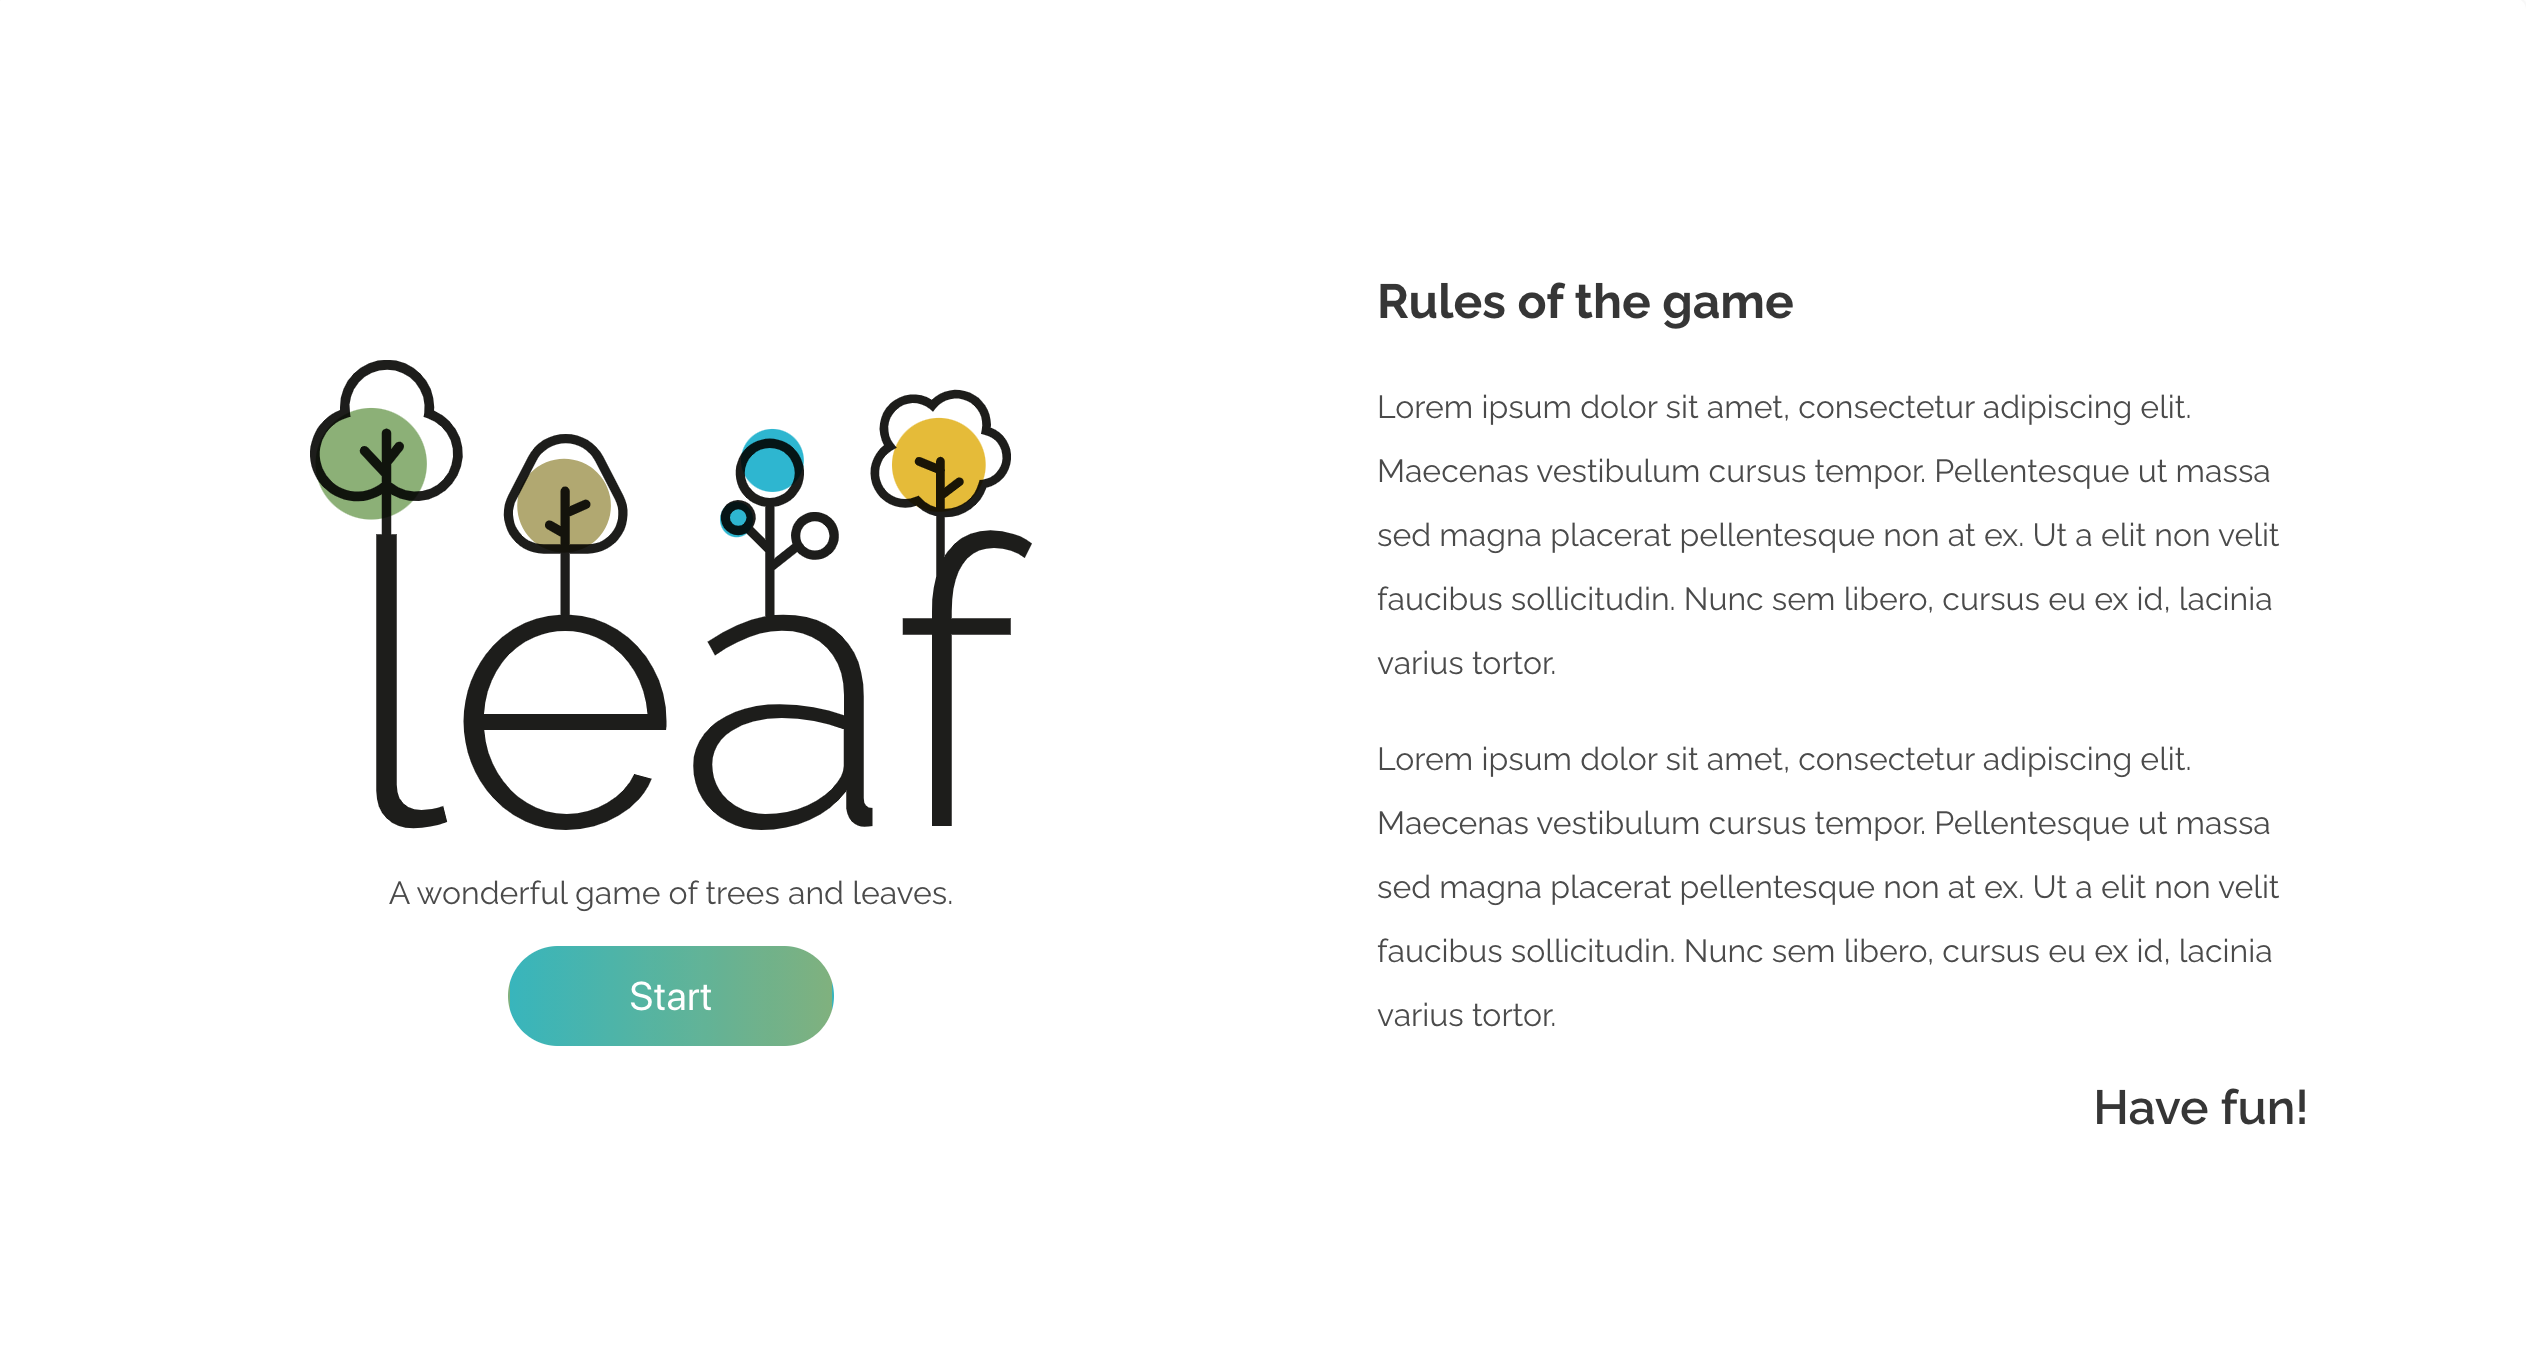 leaf
A wonderful game of trees and leaves.
Start
Rules of the game
Lorem ipsum dolor sit amet, consectetur adipiscing elit.
Maecenas vestibulum cursus tempor. Pellentesque ut massa
sed magna placerat pellentesque non at ex. Ut a elit non velit
faucibus sollicitudin. Nunc sem libero, cursus eu ex id, lacinia
varius tortor.
Lorem ipsum dolor sit amet, consectetur adipiscing elit.
Maecenas vestibulum cursus tempor. Pellentesque ut massa
sed magna placerat pellentesque non at ex. Ut a elit non velit
faucibus sollicitudin. Nunc sem libero, cursus eu ex id, lacinia
varius tortor.
Have fun!